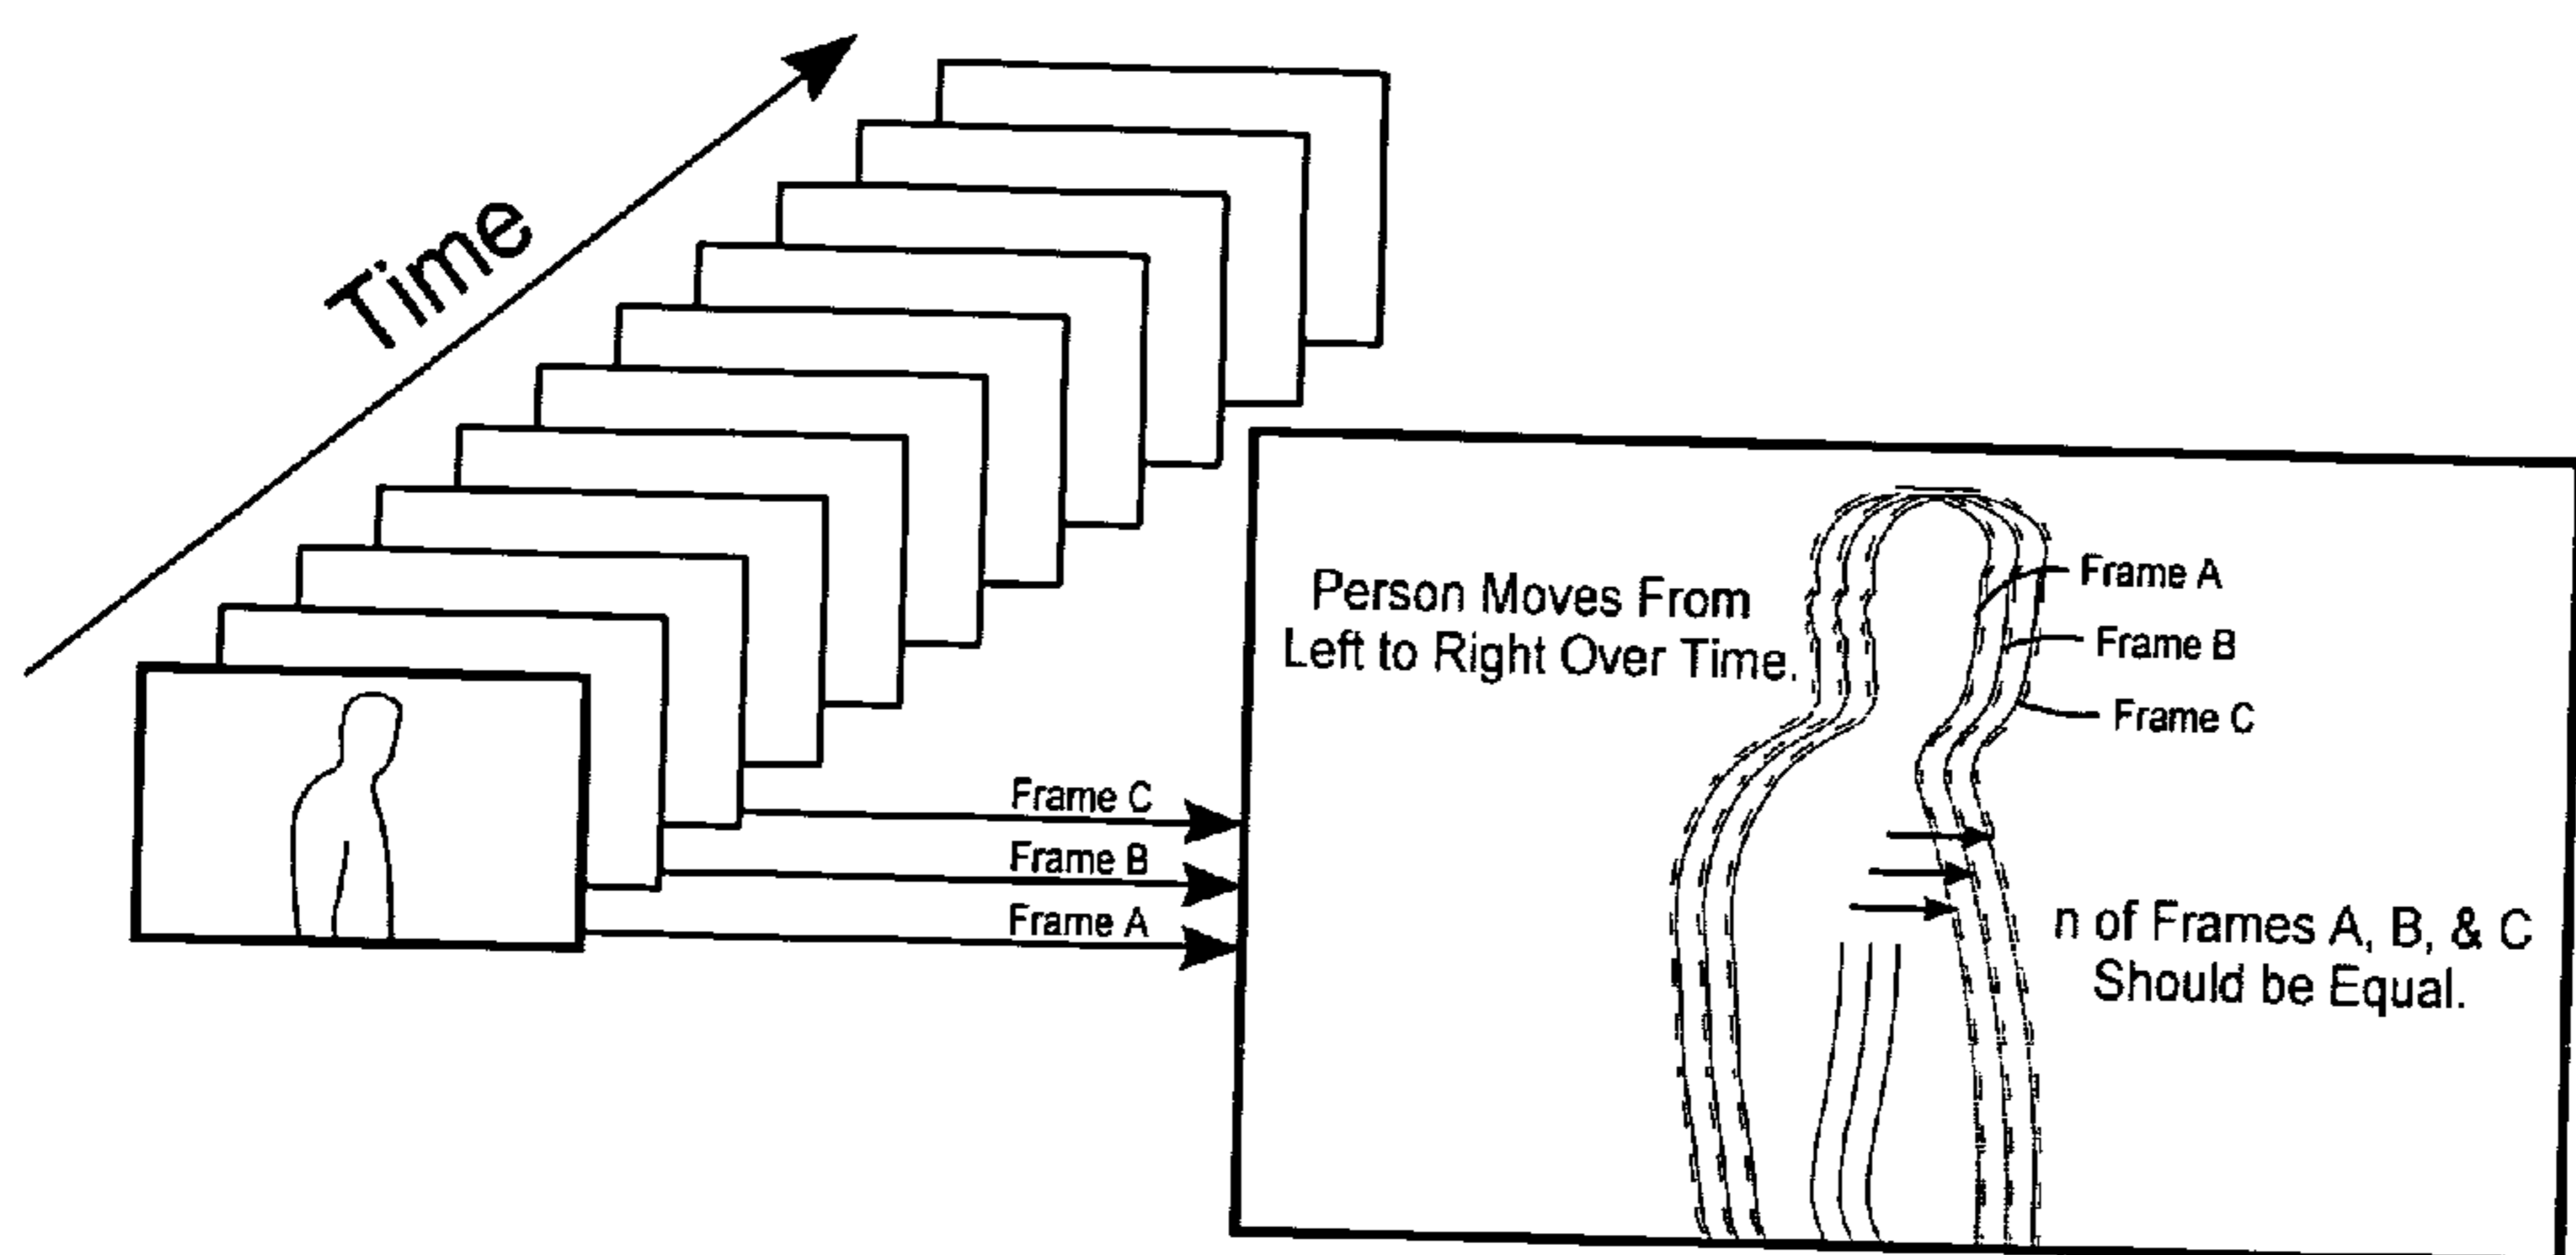 Time
Person Moves From
Left to Right Over Time.
Frame A
Frame B
Frame C
Frame C
Frame B
Frame A
n of Frames A, B, & C
Should be Equal.